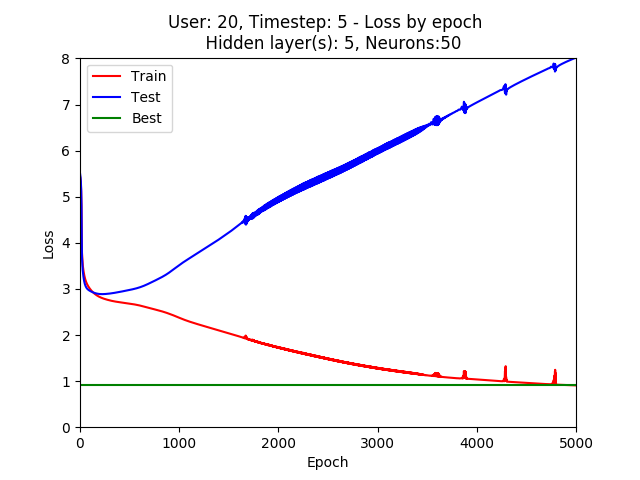 User: 20, Timestep: 5 - Loss by epoch
Hidden layer(s): 5, Neurons:50
8
7
6
5
4
3
2
1
0
Loss
Train
Test
Best
0 1000 2000 3000 4000 5000
Epoch